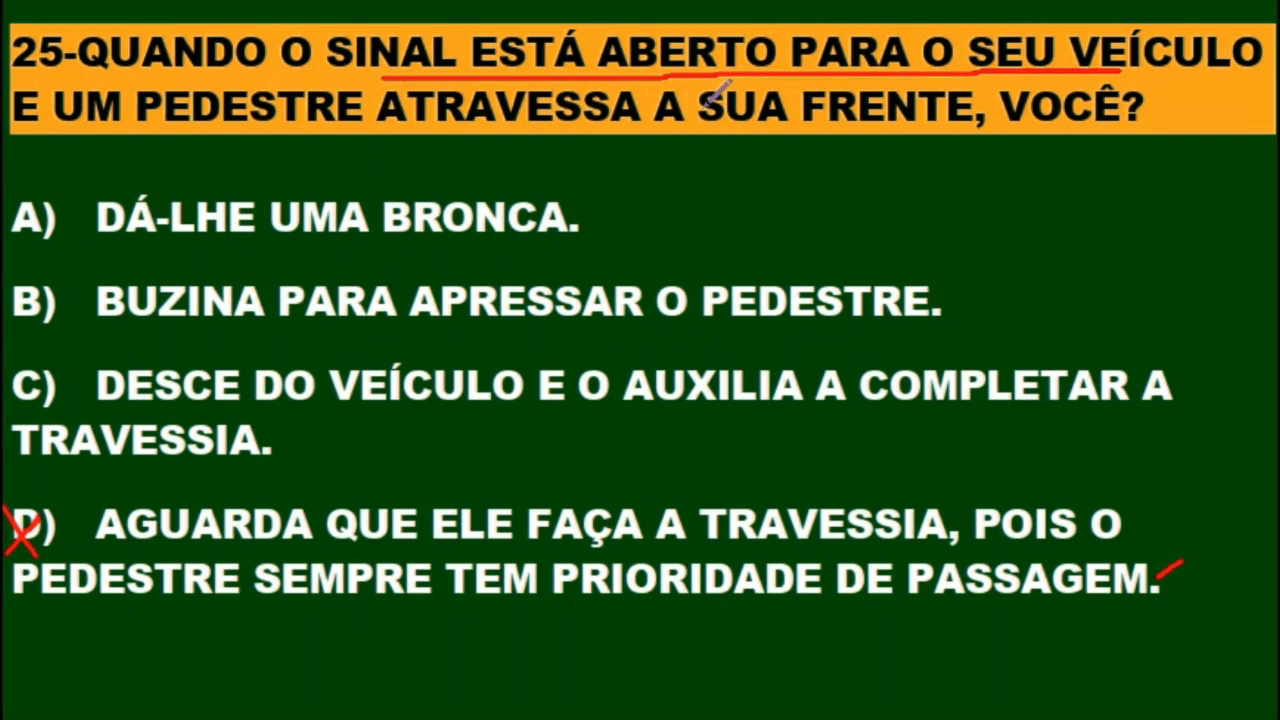 25-QUANDO O SINAL ESTÁ ABERTO PARA O SEU VEÍCULO
E UM PEDESTRE ATRAVESSA A SUA FRENTE, VOCÊ?
A) DÁ-LHE UMA BRONCA.
B) BUZINA PARA APRESSAR O PEDESTRE.
C) DESCE DO VEÍCULO E O AUXILIA A COMPLETAR A
TRAVESSIA.
D) AGUARDA QUE ELE FAÇA A TRAVESSIA, POIS O
PEDESTRE SEMPRE TEM PRIORIDADE DE PASSAGEM.